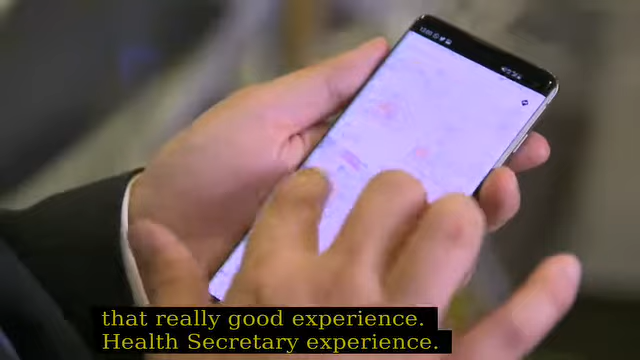 that really good experience.
Health Secretary experience.